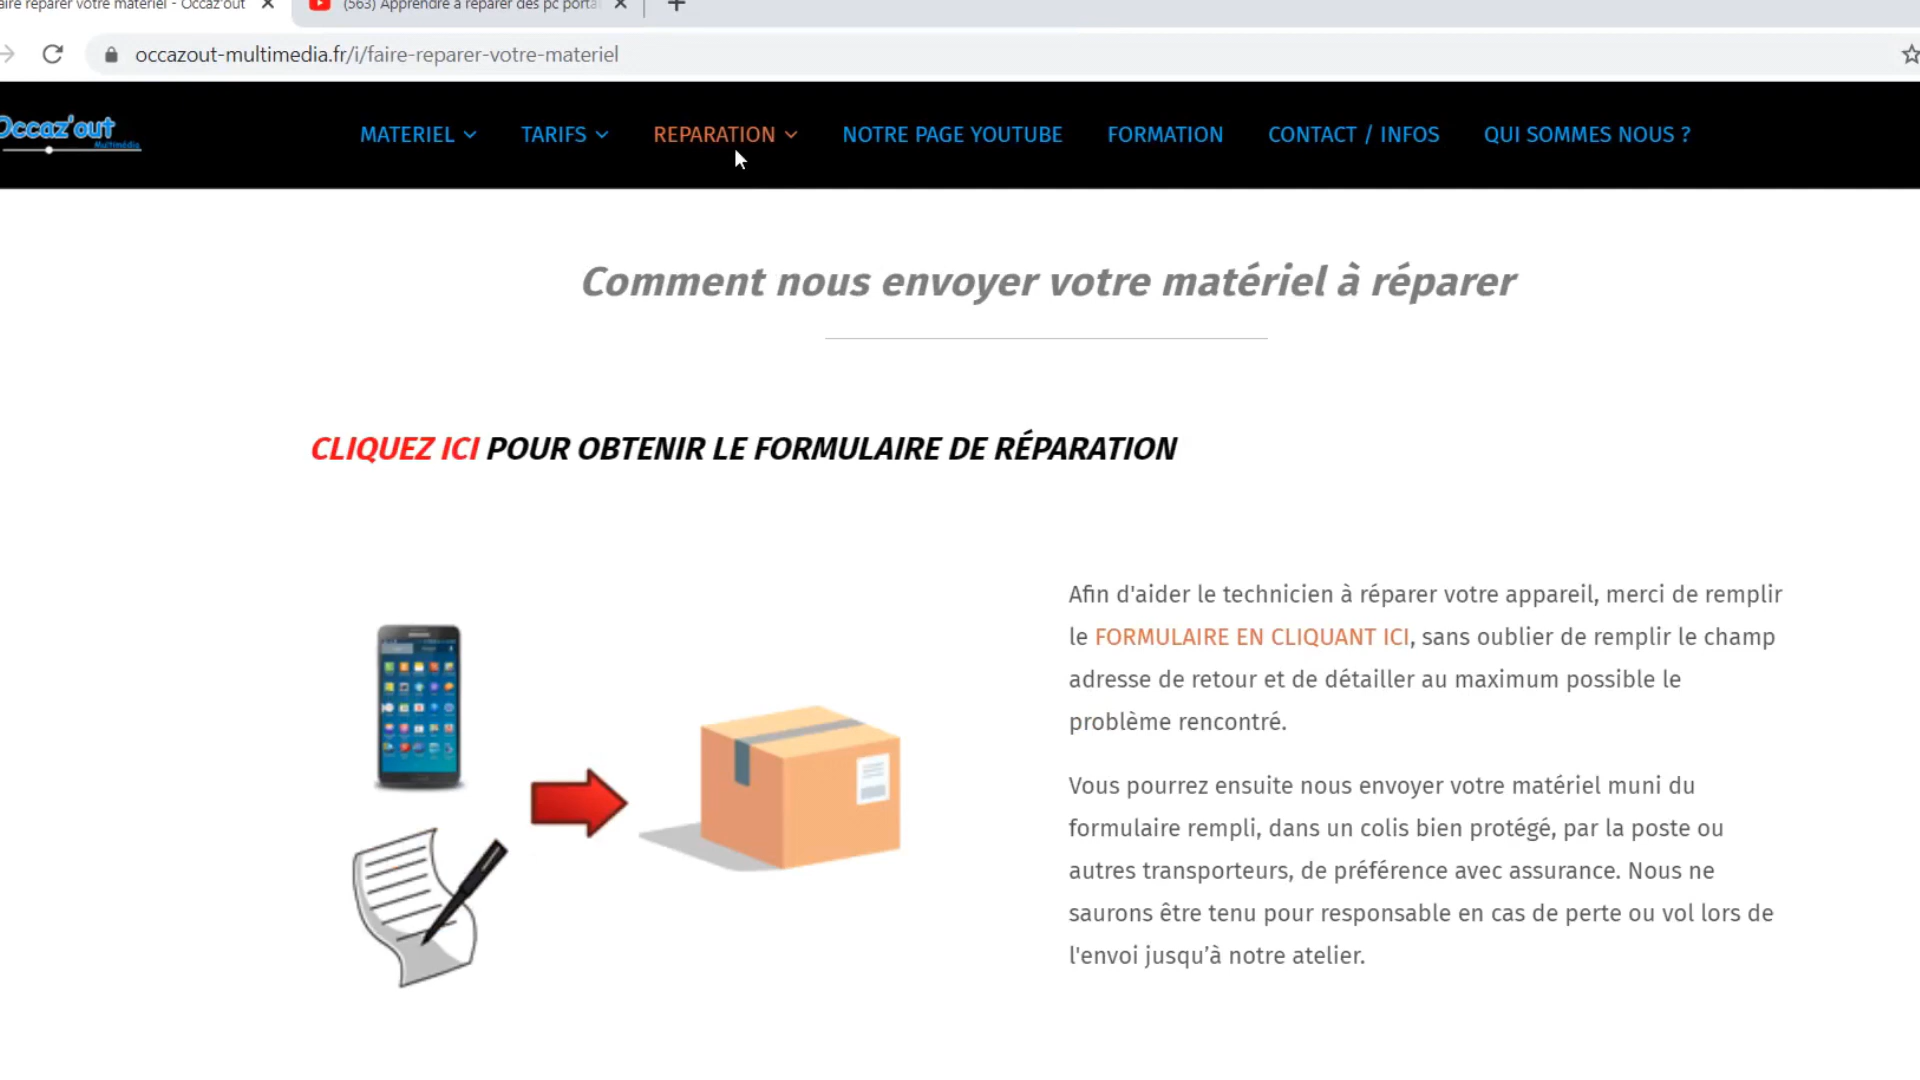 aire réparer votre matériel - Occaz'out
(563) Apprendre à réparer des pc porta
occazout-multimedia.fr/i/faire-reparer-votre-materiel
Occaz'out
Multimédia
MATERIEL TARIFS REPARATION NOTRE PAGE YOUTUBE FORMATION CONTACT / INFOS QUI SOMMES NOUS ?
Comment nous envoyer votre matériel à réparer
CLIQUEZ ICI POUR OBTENIR LE FORMULAIRE DE RÉPARATION
Afin d'aider le technicien à réparer votre appareil, merci de remplir
le FORMULAIRE EN CLIQUANT ICI, sans oublier de remplir le champ
adresse de retour et de détailler au maximum possible le
problème rencontré.
Vous pourrez ensuite nous envoyer votre matériel muni du
formulaire rempli, dans un colis bien protégé, par la poste ou
autres transporteurs, de préférence avec assurance. Nous ne
saurons être tenu pour responsable en cas de perte ou vol lors de
l'envoi jusqu’à notre atelier.